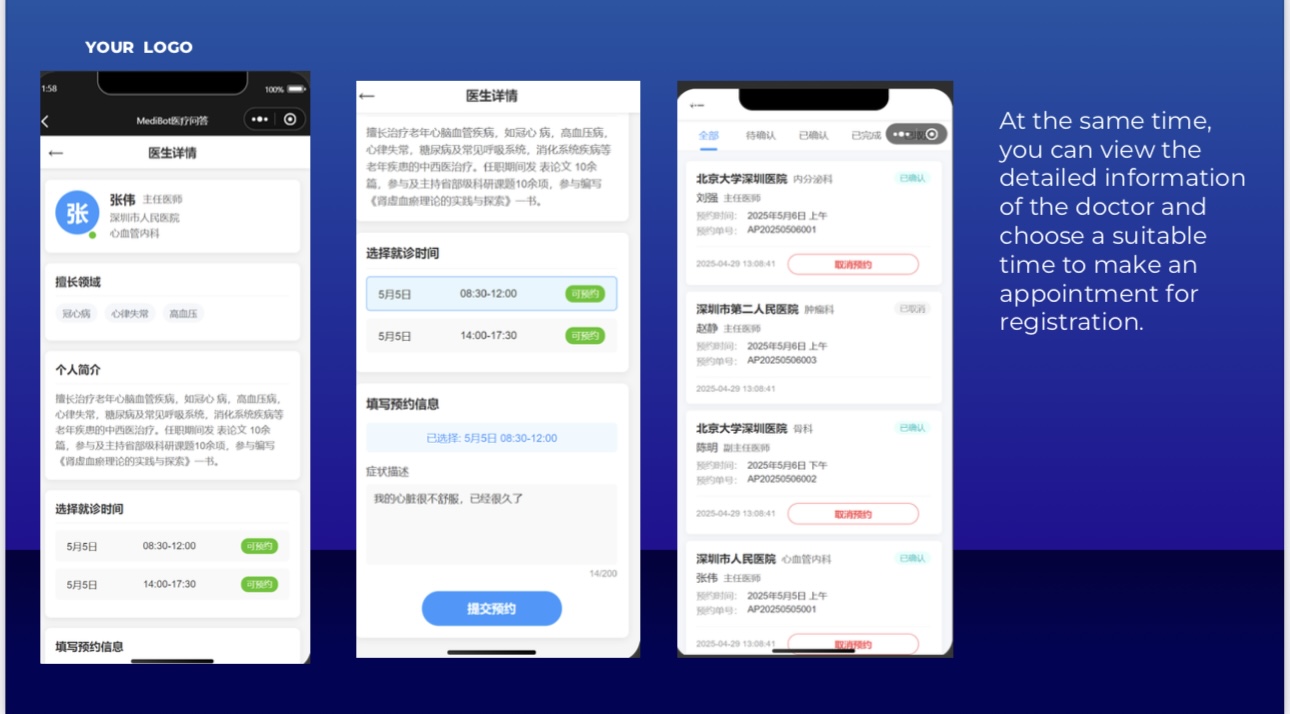 YOUR LOGO
1:58
100%
MediBot医疗问答
医生详情
张
张伟 主任医师
深圳市人民医院
心血管内科
擅长领域
冠心病 心律失常 高血压
个人简介
擅长治疗老年心脑血管疾病，如冠心 病，高血压病，
心律失常，糖尿病及常见呼吸系统，消化系统疾病等
老年疾患的中西医治疗。任职期间发 表论文 10余
篇，参与及主持省部级科研课题10余项，参与编写
《肾虚血瘀理论的实践与探索》一书。
选择就诊时间
5月5日 08:30-12:00 可预约
5月5日 14:00-17:30 可预约
填写预约信息
医生详情
擅长治疗老年心脑血管疾病，如冠心 病，高血压病，
心律失常，糖尿病及常见呼吸系统，消化系统疾病等
老年疾患的中西医治疗。任职期间发 表论文 10余
篇，参与及主持省部级科研课题10余项，参与编写
《肾虚血瘀理论的实践与探索》一书。
选择就诊时间
5月5日 08:30-12:00 可预约
5月5日 14:00-17:30 可预约
填写预约信息
已选择: 5月5日 08:30-12:00
症状描述
我的心脏很不舒服，已经很久了
14/200
提交预约
全部 待确认 已确认 已完成
北京大学深圳医院 内分泌科 已确认
刘强 主任医师
预约时间: 2025年5月6日 上午
预约单号: AP20250506001
2025-04-29 13:08:41 取消预约
深圳市第二人民医院 肿瘤科 已取消
赵静 主任医师
预约时间: 2025年5月6日 上午
预约单号: AP20250506003
2025-04-29 13:08:41
北京大学深圳医院 骨科 已确认
陈明 副主任医师
预约时间: 2025年5月6日 下午
预约单号: AP20250506002
2025-04-29 13:08:41 取消预约
深圳市人民医院 心血管内科 已确认
张伟 主任医师
预约时间: 2025年5月5日 上午
预约单号: AP20250505001
2025-04-29 13:08:41 取消预约
At the same time,
you can view the
detailed information
of the doctor and
choose a suitable
time to make an
appointment for
registration.